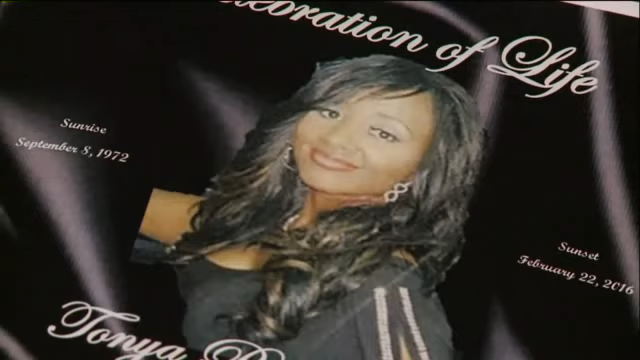 of Life
Sunrise
September 8, 1972
Sunset
February 22, 2016
Tonya